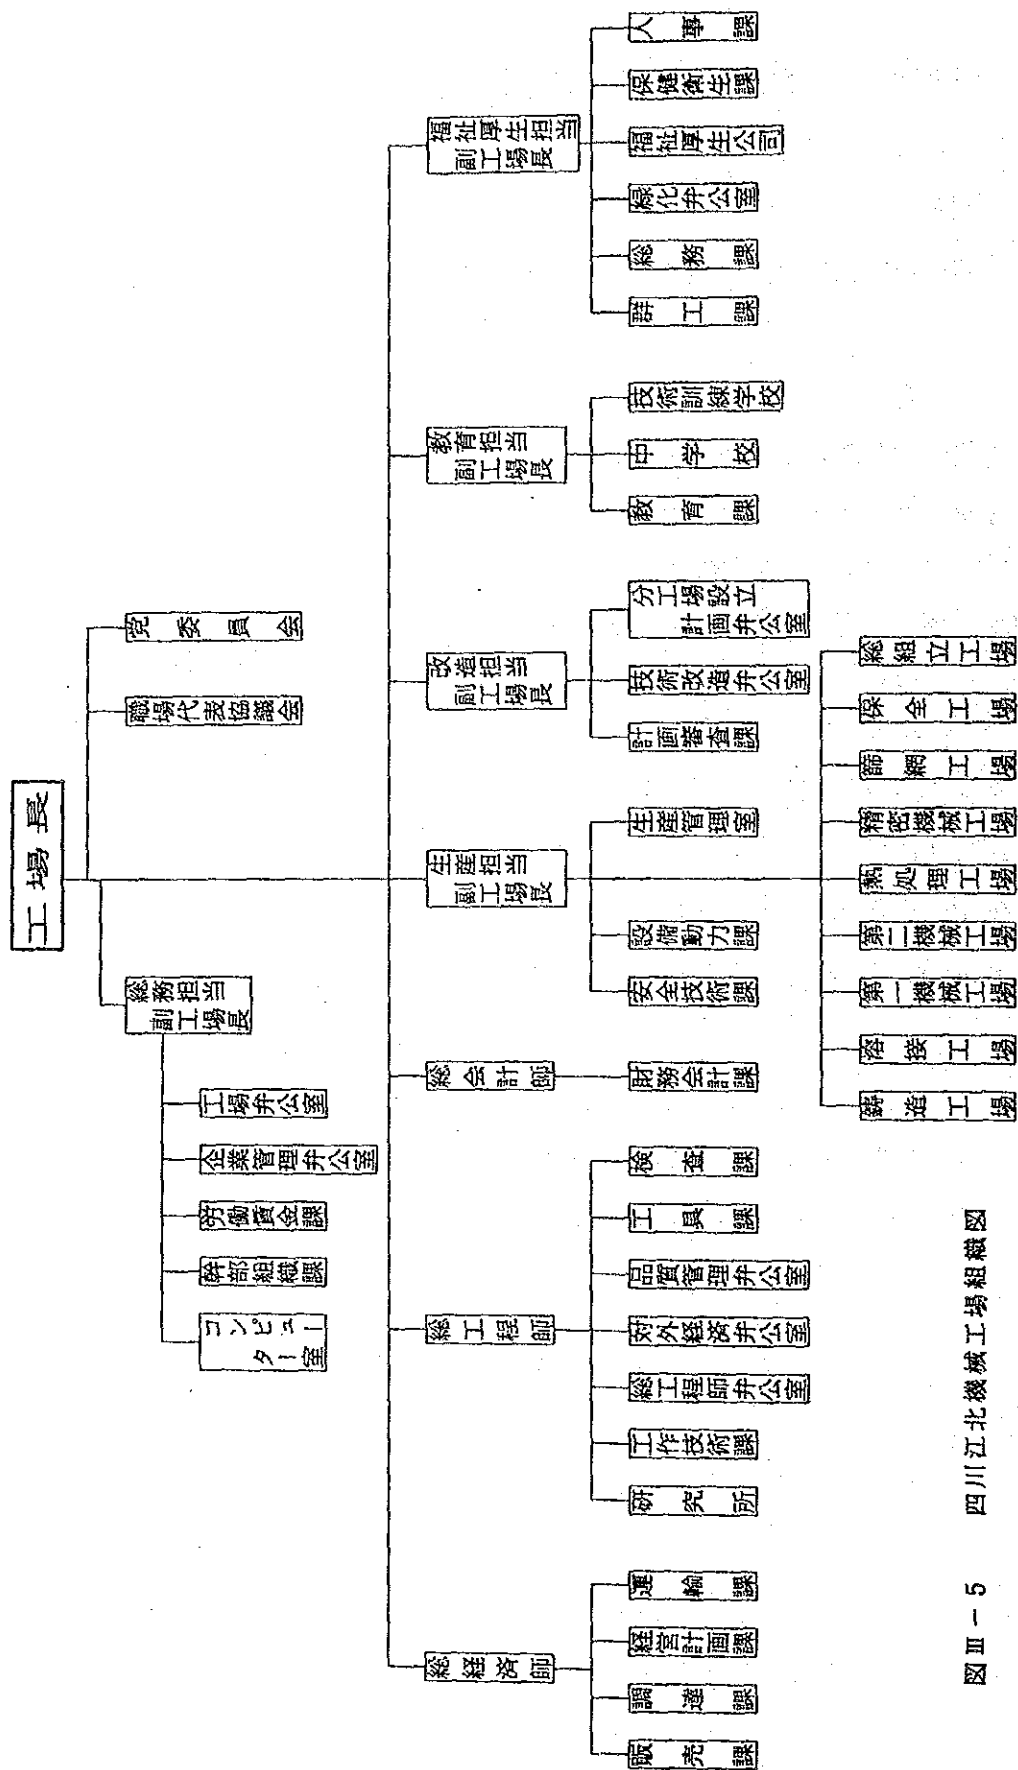 工場長
総務担当
副工場長
職場代表協議会
党委員会
コンピュー
ター室
幹部組織課
労働賃金課
企業管理弁公室
工場弁公室
総経済師
総工程師
総会計師
生産担当
副工場長
改造担当
副工場長
教育担当
副工場長
福祉厚生担当
副工場長
販売課
調達課
経営計画課
運輸課
研究所
工作技術課
総工程師弁公室
対外経済弁公室
品質管理弁公室
工具課
検査課
財務会計課
安全技術課
設備動力課
生産管理室
計画審査課
技術改造弁公室
分工場設立
計画弁公室
教育課
中学校
技術訓練学校
群工課
総務課
緑化弁公室
福祉厚生公司
保健衛生課
人事課
鋳造工場
溶接工場
第一機械工場
第二機械工場
熱処理工場
精密機械工場
篩網工場
保全工場
総組立工場
図Ⅲ-5 四川江北機械工場組織図